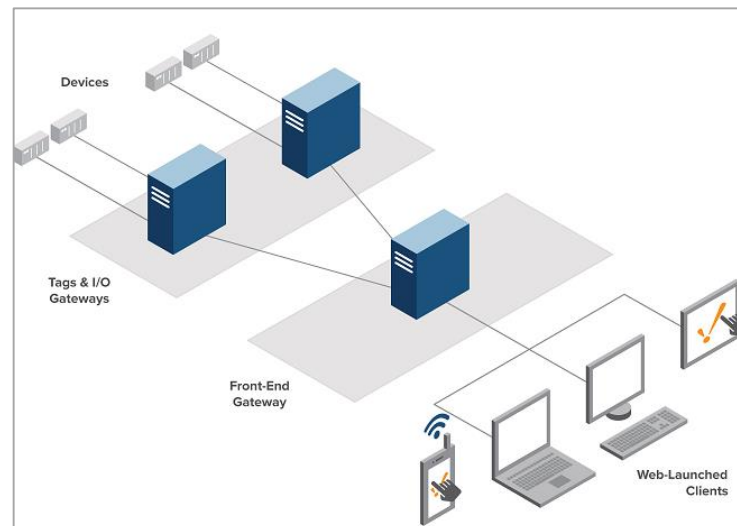 Devices
Tags & I/O
Gateways
Front-End
Gateway
Web-Launched
Clients